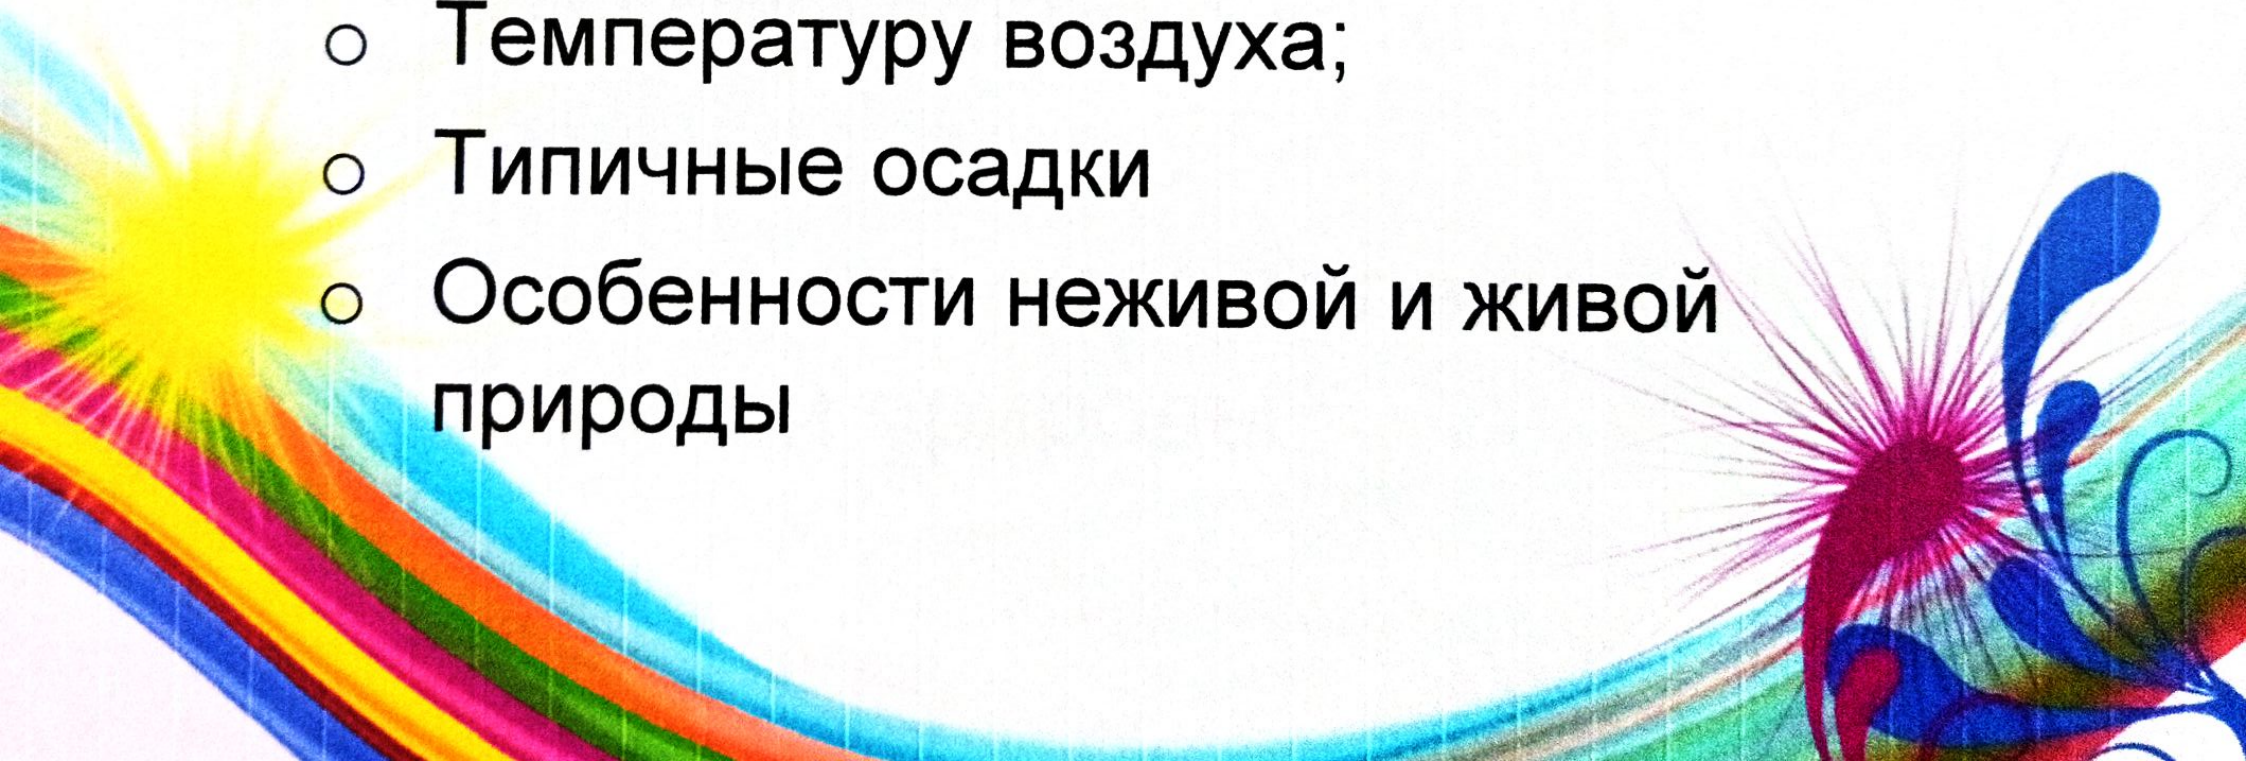 Температуру воздуха;
Типичные осадки
Особенности неживой и живой
природы